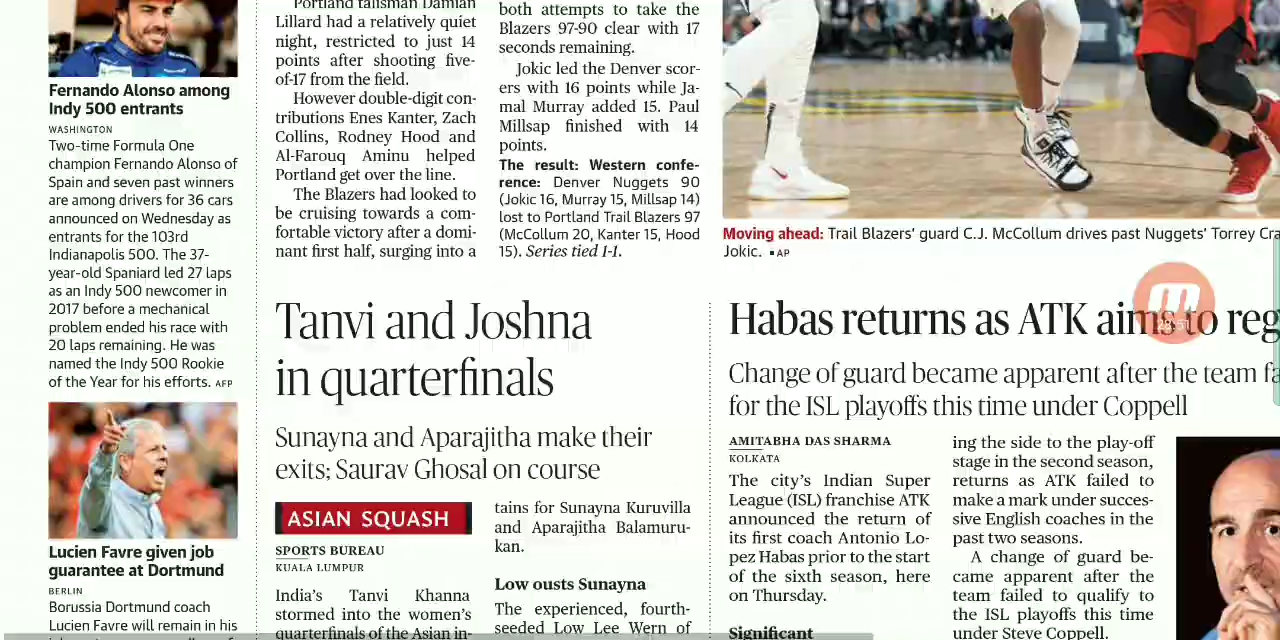 Fernando Alonso among
Indy 500 entrants
WASHINGTON
Two-time Formula One
champion Fernando Alonso of
Spain and seven past winners
are among drivers for 36 cars
announced on Wednesday as
entrants for the 103rd
Indianapolis 500. The 37-
year-old Spaniard led 27 laps
as an Indy 500 newcomer in
2017 before a mechanical
problem ended his race with
20 laps remaining. He was
named the Indy 500 Rookie
of the Year for his efforts. AFP
Lucien Favre given job
guarantee at Dortmund
BERLIN
Borussia Dortmund coach
Lucien Favre will remain in his
Portland talisman Damian
Lillard had a relatively quiet
night, restricted to just 14
points after shooting five-
of-17 from the field.
However double-digit con-
tributions Enes Kanter, Zach
Collins, Rodney Hood and
Al-Farouq Aminu helped
Portland get over the line.
The Blazers had looked to
be cruising towards a com-
fortable victory after a domi-
nant first half, surging into a
both attempts to take the
Blazers 97-90 clear with 17
seconds remaining.
Jokic led the Denver scor-
ers with 16 points while Ja-
mal Murray added 15. Paul
Millsap finished with 14
points.
The result: Western confe-
rence: Denver Nuggets 90
(Jokic 16, Murray 15, Millsap 14)
lost to Portland Trail Blazers 97
(McCollum 20, Kanter 15, Hood
15). Series tied 1-1.
Moving ahead: Trail Blazers' guard C.J. McCollum drives past Nuggets' Torrey Cra
Jokic. ▪ AP
Tanvi and Joshna
in quarterfinals
Sunayna and Aparajitha make their
exits; Saurav Ghosal on course
ASIAN SQUASH
SPORTS BUREAU
KUALA LUMPUR
India's Tanvi Khanna
stormed into the women's
quarterfinals of the Asian in-
tains for Sunayna Kuruvilla
and Aparajitha Balamuru-
kan.
Low ousts Sunayna
The experienced, fourth-
seeded Low Lee Wern of
Habas returns as ATK aims to reg
Change of guard became apparent after the team fa
for the ISL playoffs this time under Coppell
AMITABHA DAS SHARMA
KOLKATA
The city's Indian Super
League (ISL) franchise ATK
announced the return of
its first coach Antonio Lo-
pez Habas prior to the start
of the sixth season, here
on Thursday.
Significant
ing the side to the play-off
stage in the second season,
returns as ATK failed to
make a mark under succes-
sive English coaches in the
past two seasons.
A change of guard be-
came apparent after the
team failed to qualify to
the ISL playoffs this time
under Steve Coppell.